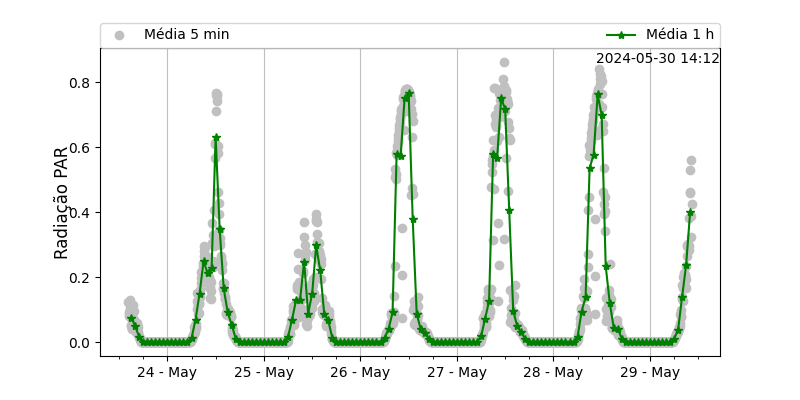 Média 5 min
Média 1 h
2024-05-30 14:12
Radiação PAR
0.8
0.6
0.4
0.2
0.0
24 - May
25 - May
26 - May
27 - May
28 - May
29 - May